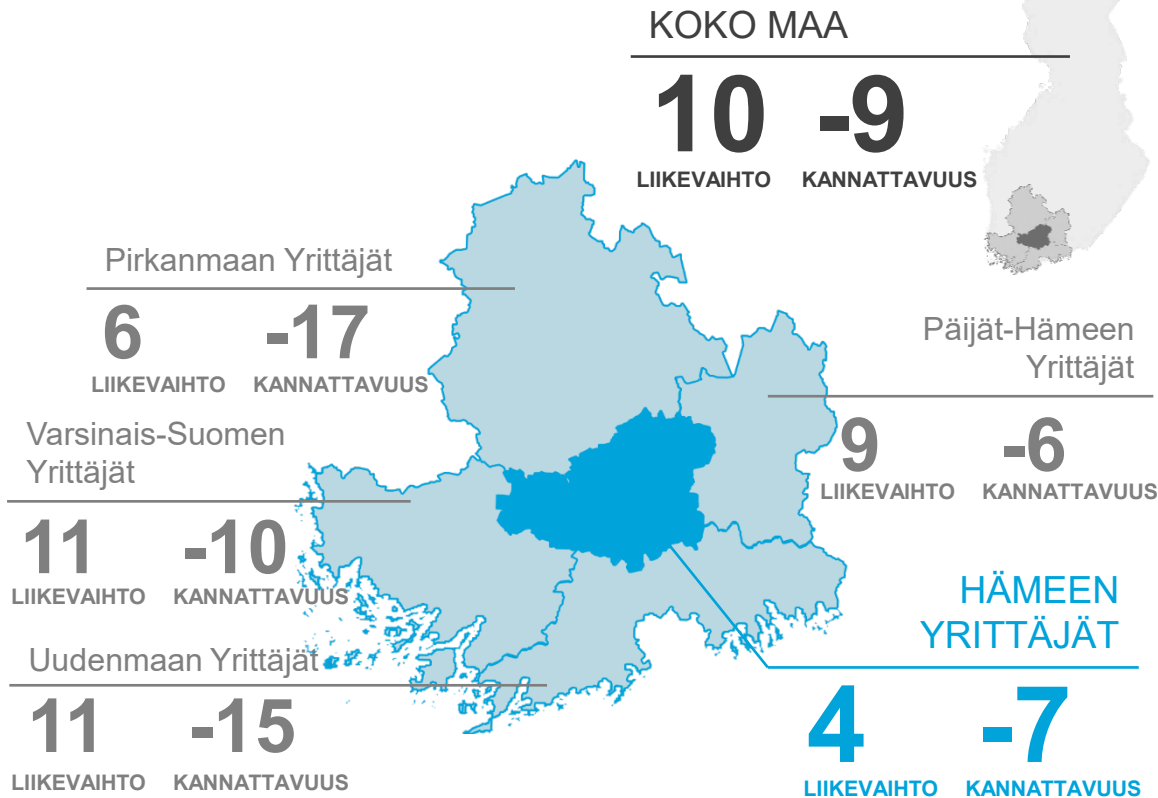 KOKO MAA
10 -9
LIIKEVAIHTO KANNATTAVUUS
Pirkanmaan Yrittäjät
6 -17
LIIKEVAIHTO KANNATTAVUUS
Päijät-Hämeen
Yrittäjät
9 -6
LIIKEVAIHTO KANNATTAVUUS
Varsinais-Suomen
Yrittäjät
11 -10
LIIKEVAIHTO KANNATTAVUUS
HÄMEEN
YRITTÄJÄT
4 -7
LIIKEVAIHTO KANNATTAVUUS
Uudenmaan Yrittäjät
11 -15
LIIKEVAIHTO KANNATTAVUUS